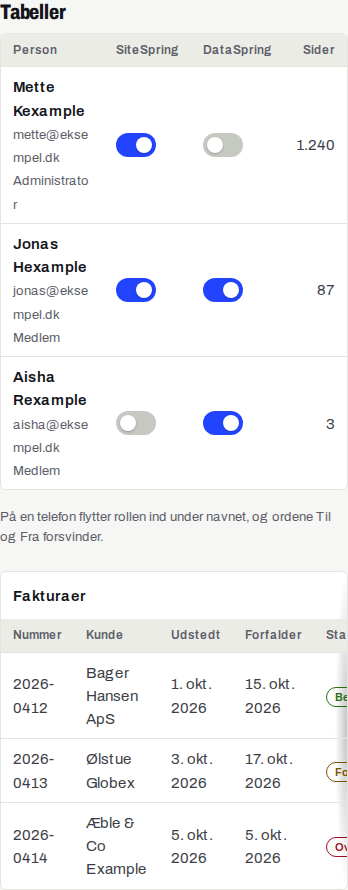 Tabeller
Person SiteSpring DataSpring Sider
Mette
Kexample
mette@ekse
mpel.dk
Administrato
r
1.240
Jonas
Hexample
jonas@ekse
mpel.dk
Medlem
87
Aisha
Rexample
aisha@ekse
mpel.dk
Medlem
3
På en telefon flytter rollen ind under navnet, og ordene Til
og Fra forsvinder.
Fakturaer
Nummer Kunde Udstedt Forfalder Sta
2026-
0412
Bager
Hansen
ApS
1. okt.
2026
15. okt.
2026
Be
2026-
0413
Ølstue
Globex
3. okt.
2026
17. okt.
2026
Fo
2026-
0414
Æble &
Co
Example
5. okt.
2026
5. okt.
2026
Ov